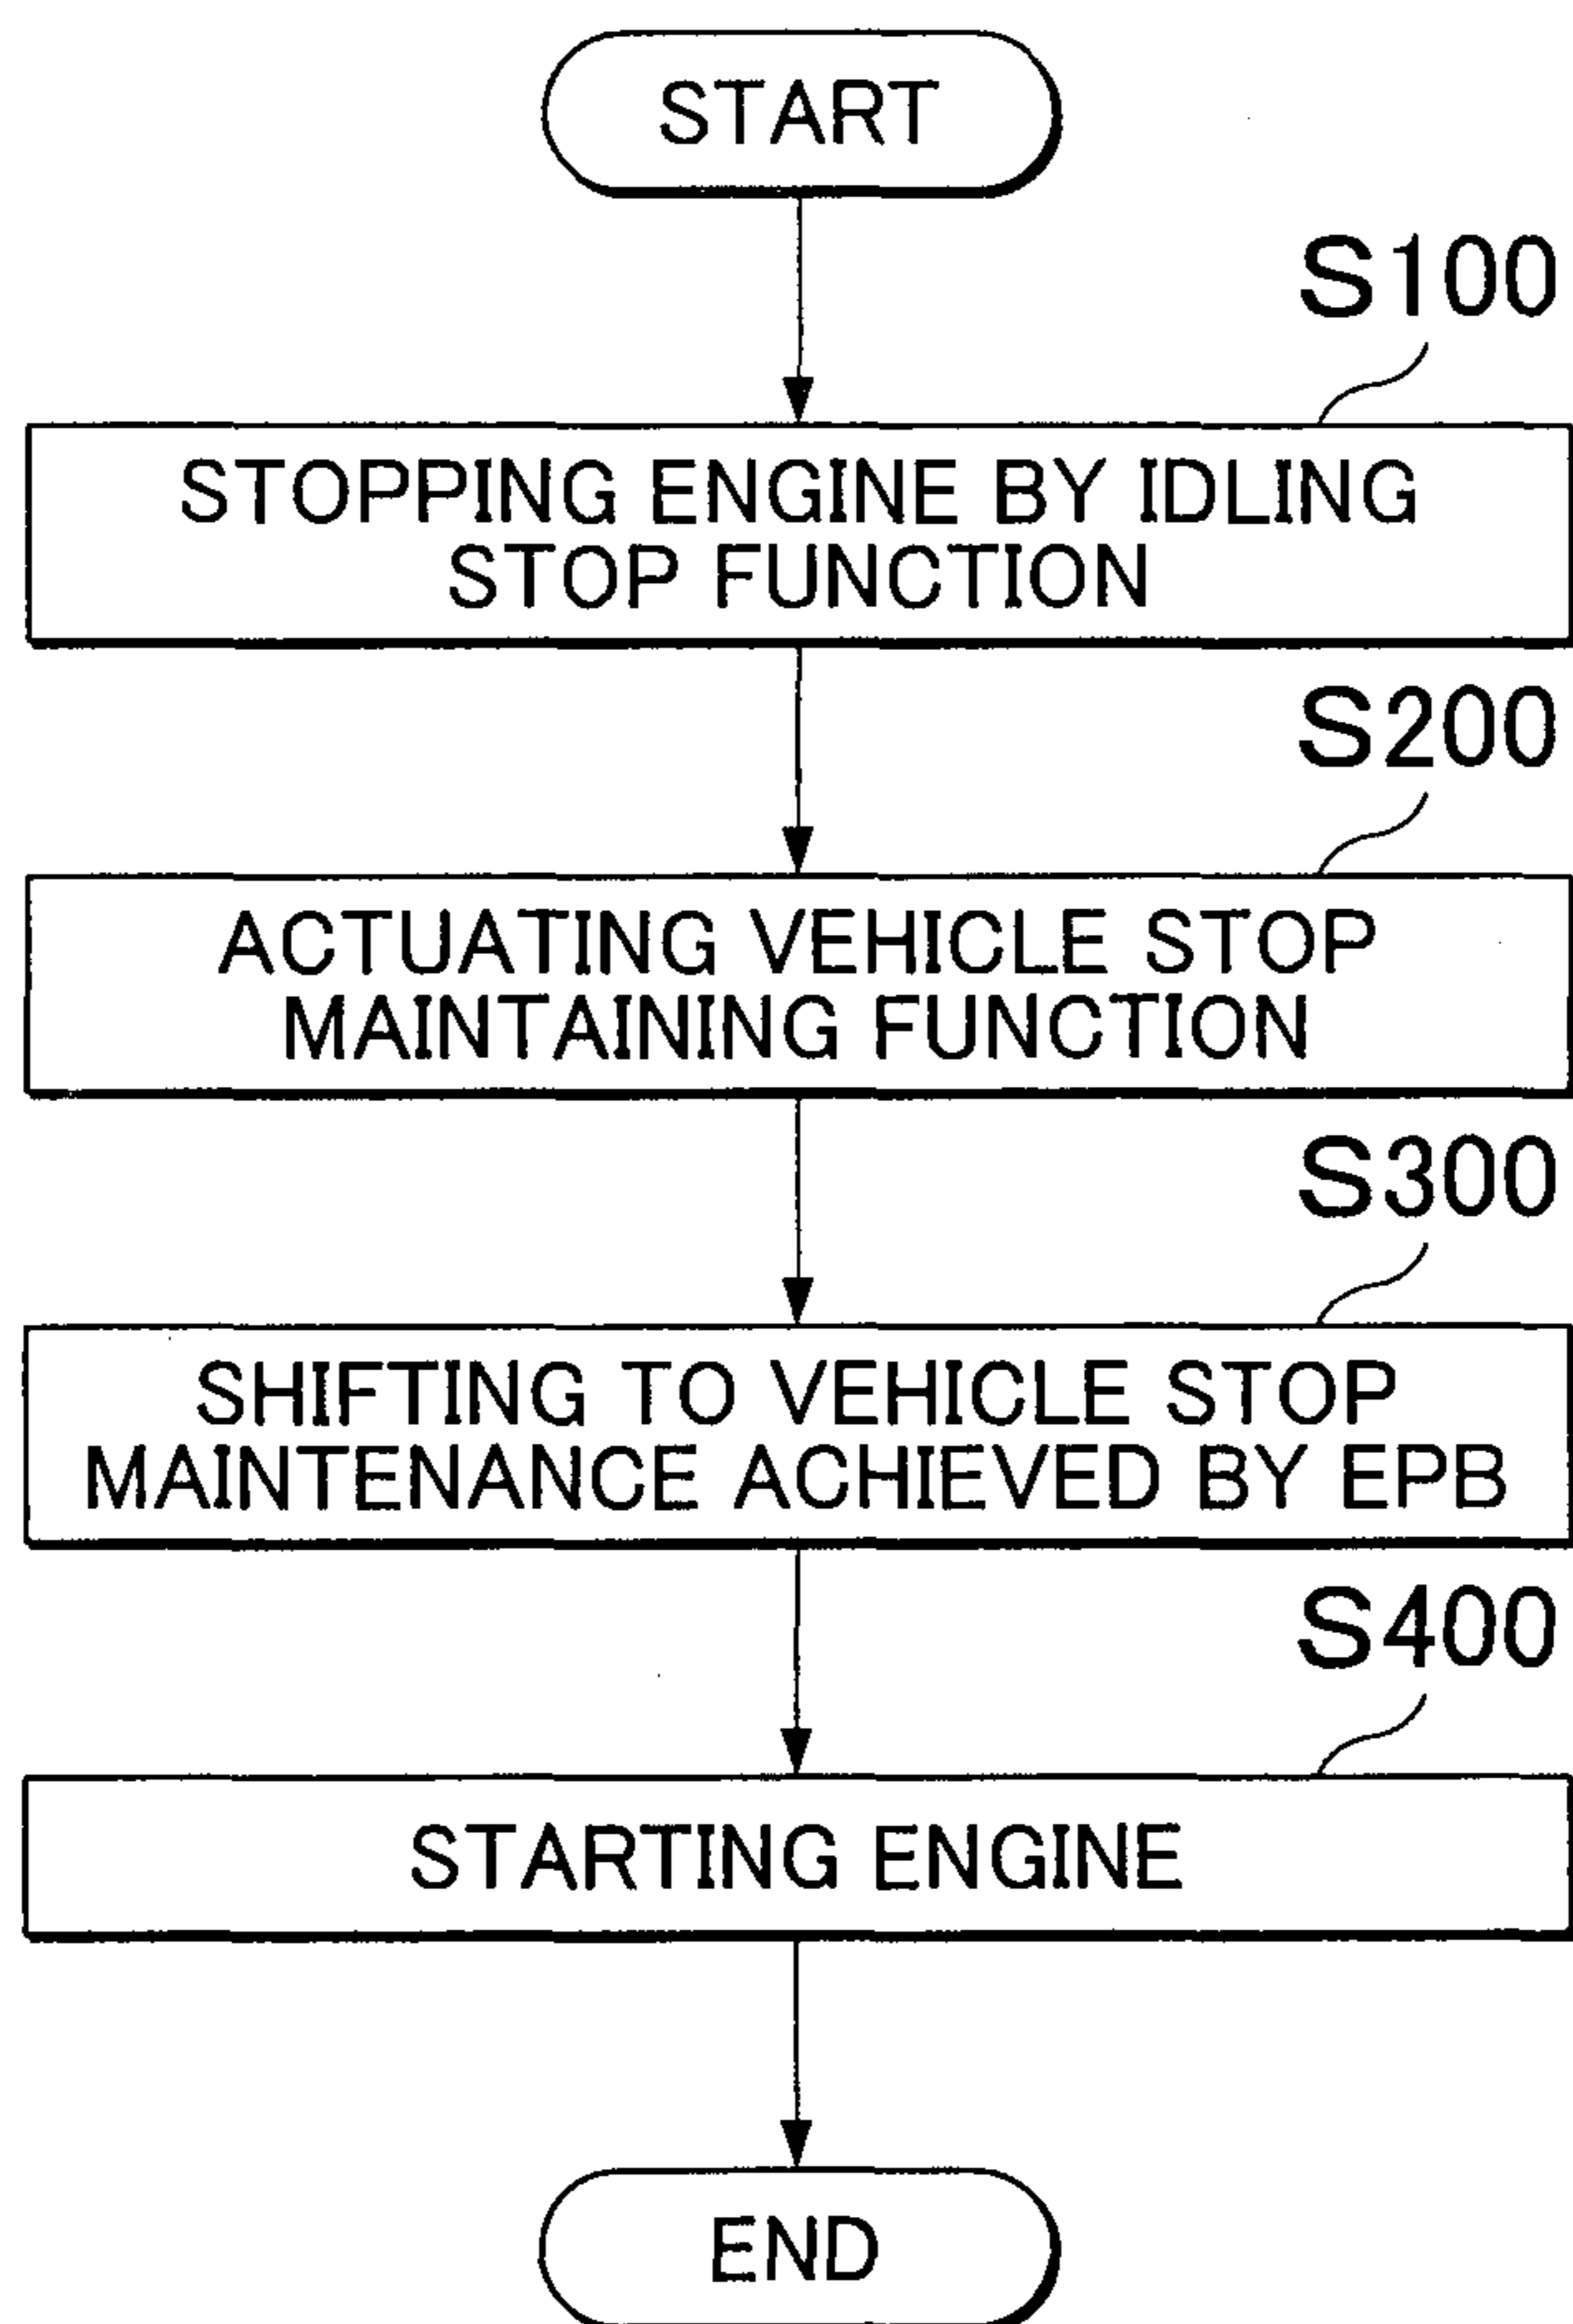 START
S100
STOPPING ENGINE BY IDLING
STOP FUNCTION
S200
ACTUATING VEHICLE STOP
MAINTAINING FUNCTION
S300
SHIFTING TO VEHICLE STOP
MAINTENANCE ACHIEVED BY EPB
S400
STARTING ENGINE
END